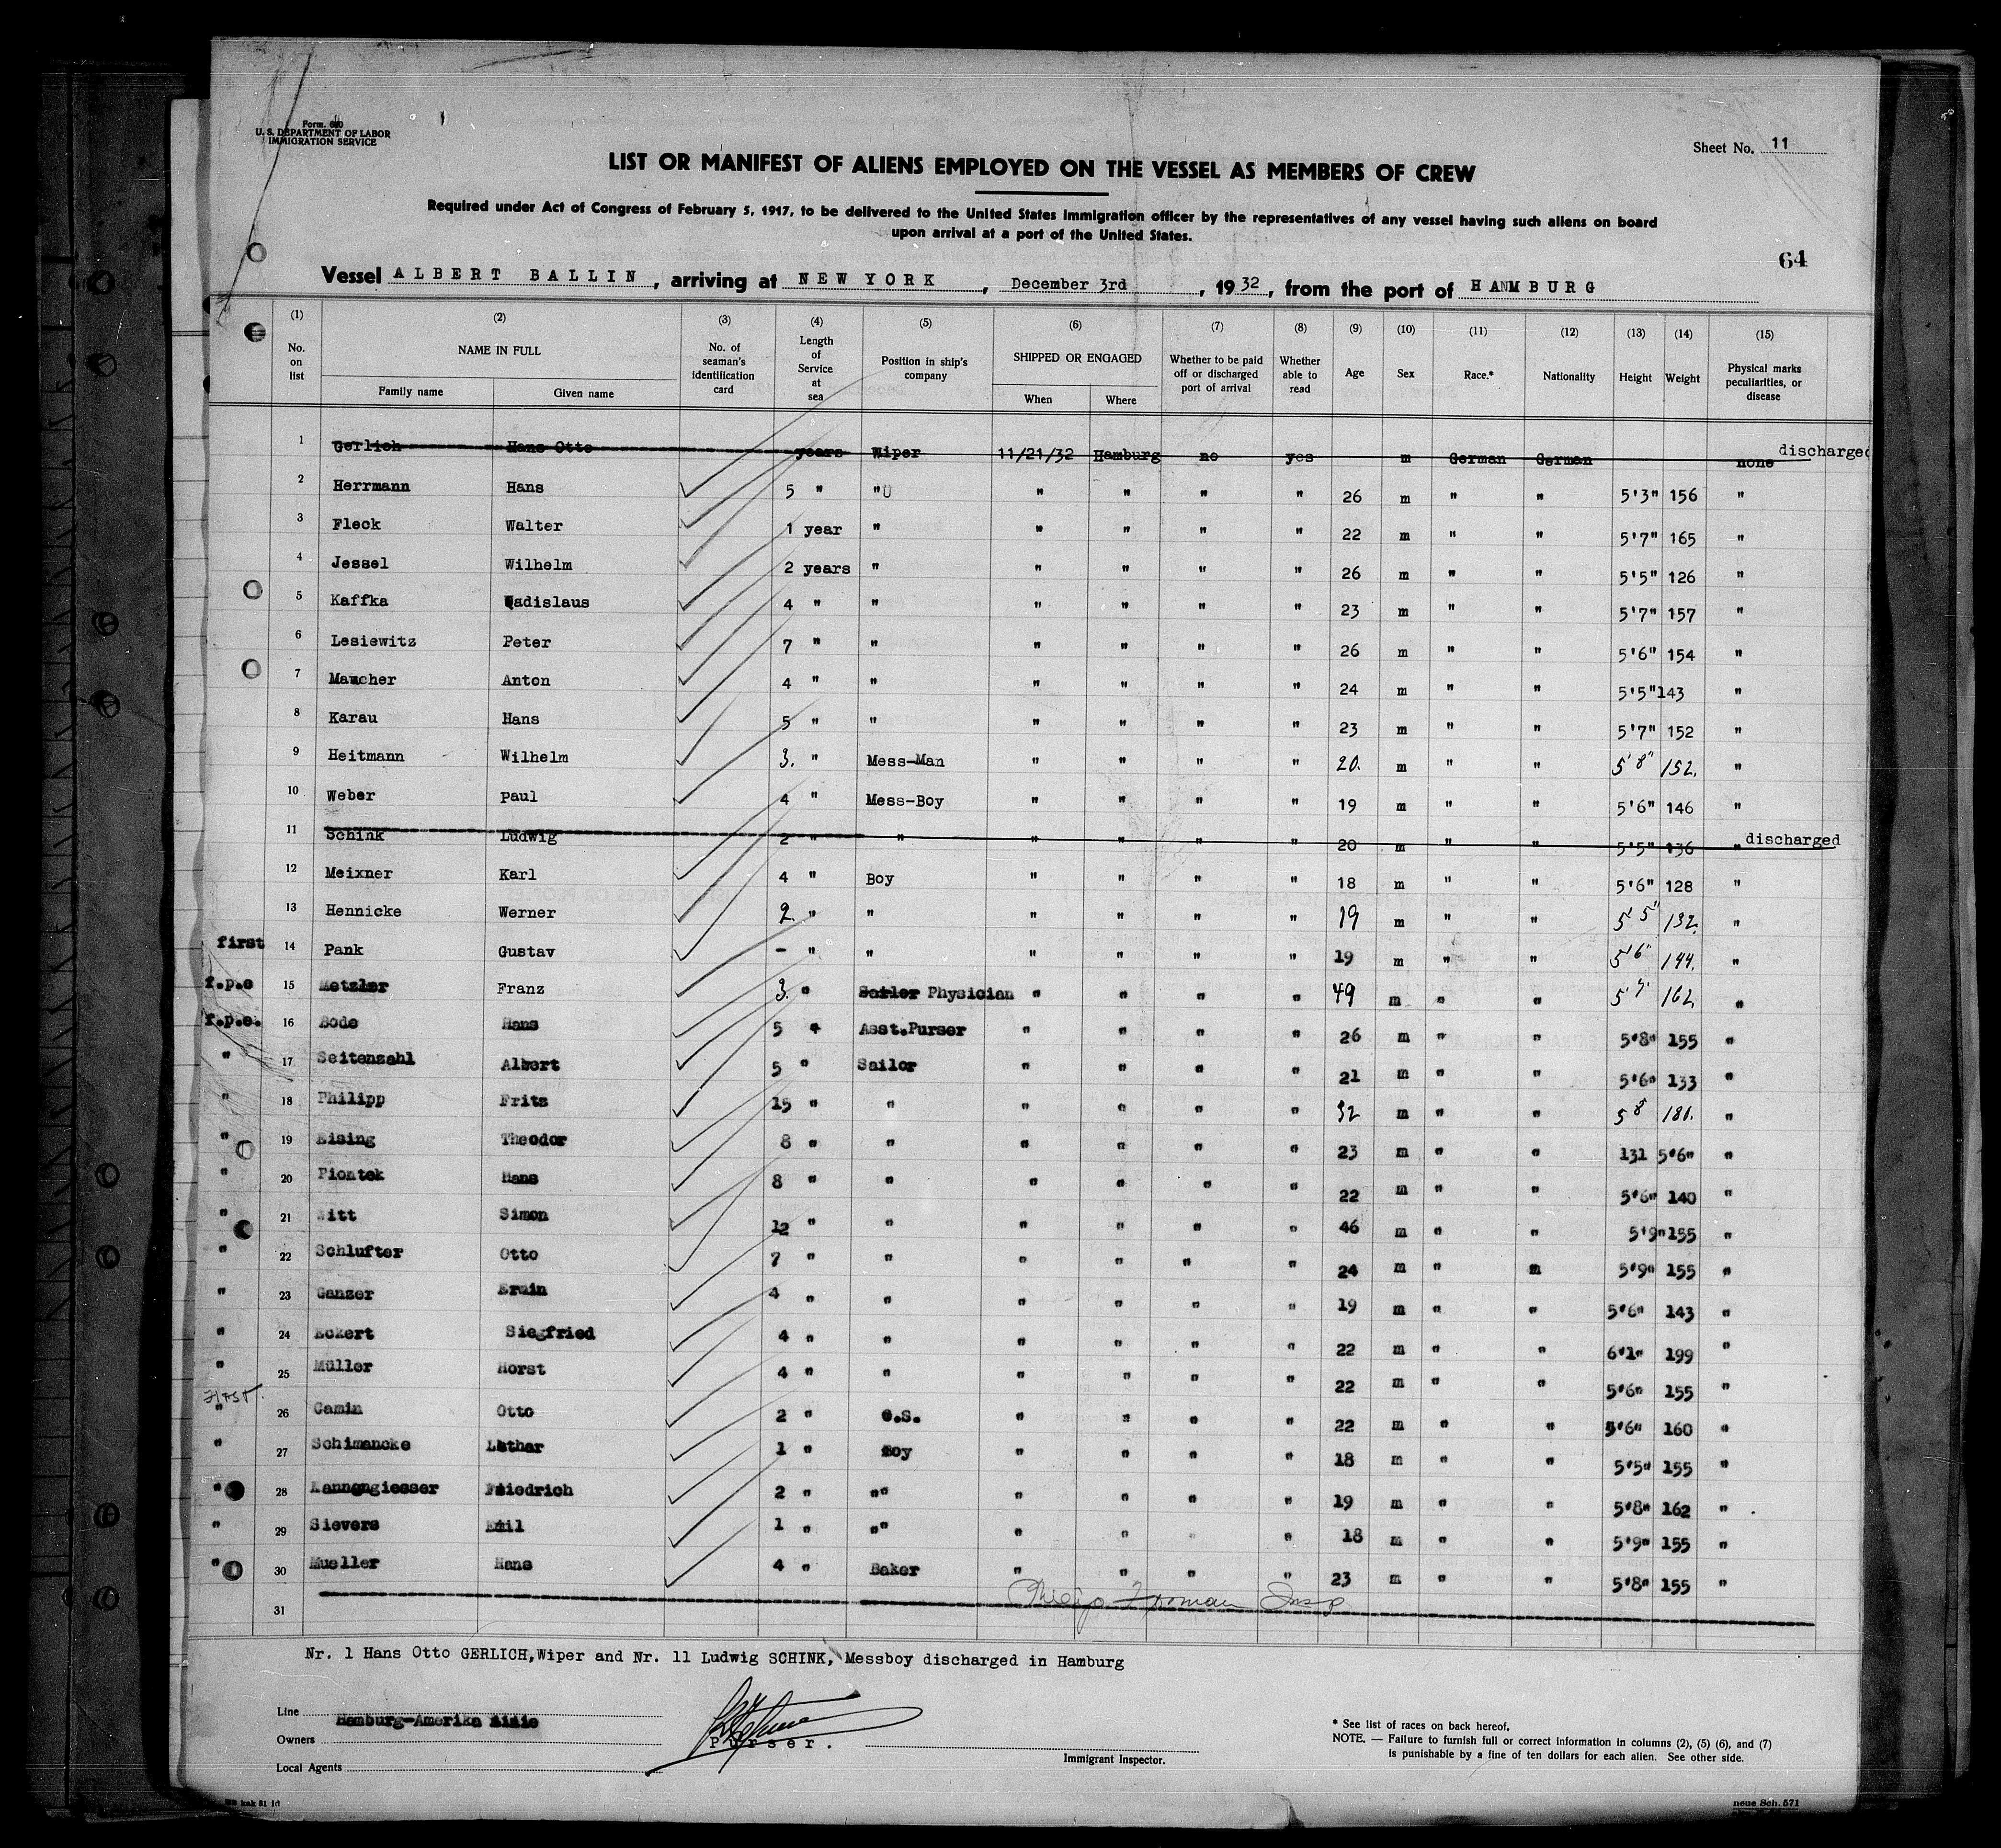 Form. 680
U. S. DEPARTMENT OF LABOR
IMMIGRATION SERVICE
Sheet No. 11
LIST OR MANIFEST OF ALIENS EMPLOYED ON THE VESSEL AS MEMBERS OF CREW
Required under Act of Congress of February 5, 1917, to be delivered to the United States immigration officer by the representatives of any vessel having such aliens on board
upon arrival at a port of the United States.
64
Vessel ALBERT BALLIN, arriving at NEW YORK, December 3rd, 1932, from the port of HAMBURG
(1) No. on list (2) NAME IN FULL Family name Given name (3) No. of seaman's identification card (4) Length of Service at sea (5) Position in ship's company (6) SHIPPED OR ENGAGED When Where (7) Whether to be paid off or discharged port of arrival (8) Whether able to read (9) Age (10) Sex (11) Race.* (12) Nationality (13) Height (14) Weight (15) Physical marks peculiarities, or disease
1 Gerlich Hans Otto years Wiper 11/21/32 Hamburg no yes m German German none discharged
2 Herrmann Hans 5 " " " " " " 26 m " " 5'3" 156 "
3 Fleck Walter 1 year " " " " " 22 m " " 5'7" 165 "
4 Jessel Wilhelm 2 years " " " " " 26 m " " 5'5" 126 "
5 Kaffka Ladislaus 4 " " " " " " 23 m " " 5'7" 157 "
6 Lesiewitz Peter 7 " " " " " " 26 m " " 5'6" 154 "
7 Maucher Anton 4 " " " " " " 24 m " " 5'5" 143 "
8 Karau Hans 5 " " " " " " 23 m " " 5'7" 152 "
9 Heitmann Wilhelm 3. " Mess-Man " " " " 20. m " " 5'8" 152. "
10 Weber Paul 4 " Mess-Boy " " " " 19 m " " 5'6" 146 "
11 Schink Ludwig 2 " " " " " " 20 m " " 5'5" 136 " discharged
12 Meixner Karl 4 " Boy " " " " 18 m " " 5'6" 128 "
13 Hennicke Werner 2. " " " " " " 19 m " " 5'5" 132. "
first 14 Pank Gustav - " " " " " " 19 m " " 5'6" 144. "
f.p.e 15 Metzler Franz 3. " Sailor Physician " " " " 49 m " " 5'7" 162. "
f.p.e. 16 Bode Hans 5 " Asst.Purser " " " " 26 m " " 5'8" 155 "
" 17 Seitenzahl Albert 5 " Sailor " " " " 21 m " " 5'6" 133 "
" 18 Philipp Fritz 15 " " " " " " 32 m " " 5'8" 180. "
" 19 Eising Theodor 8 " " " " " " 23 m " " 131 5'6" "
" 20 Piontek Hans 8 " " " " " " 22 m " " 5'6" 140 "
" 21 Witt Simon 12 " " " " " " 46 m " " 5'9" 155 "
" 22 Schlufter Otto 7 " " " " " " 24 m " m 5'9" 155 "
" 23 Ganzer Erwin 4 " " " " " " 19 m " " 5'6" 143 "
" 24 Eckert Siegfried 4 " " " " " " 22 m " " 6'1" 199 "
" 25 Müller Horst 4 " " " " " " 22 m " " 5'6" 155 "
FIRST. " 26 Gamin Otto 2 " o.S. " " " " 22 m " " 5'6" 160 "
" 27 Schimancke Lothar 1 " Boy " " " " 18 m " " 5'5" 155 "
" 28 Kannengiesser Friedrich 2 " "" " " " " 19 m " " 5'8" 162 "
" 29 Sievers Emil 1 " "" " " " " 18 m " " 5'9" 155 "
" 30 Mueller Hans 4 " Baker " " " " 23 m " " 5'8" 155 "
31
Nr. 1 Hans Otto GERLICH, Wiper and Nr. 11 Ludwig SCHINK, Messboy discharged in Hamburg
Line
Hamburg-Amerika Linie
Owners
Purser.
Local Agents
Immigrant Inspector.
* See list of races on back hereof.
NOTE. — Failure to furnish full or correct information in columns (2), (5) (6), and (7)
is punishable by a fine of ten dollars for each alien. See other side.
neue Sch. 571